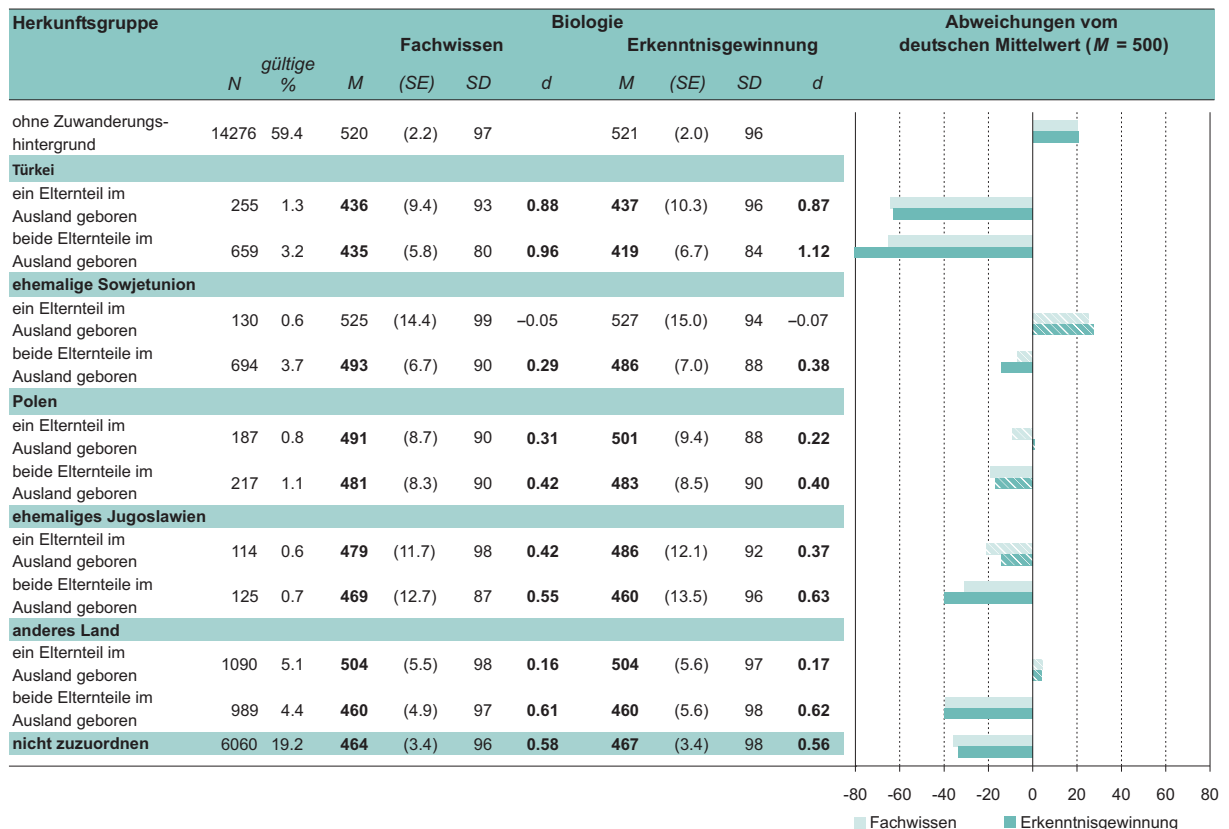 Herkunftsgruppe Biologie Abweichungen vom
Fachwissen Erkenntnisgewinnung deutschen Mittelwert (M = 500)
gültige
N % M (SE) SD d M (SE) SD d
ohne Zuwanderungs-
hintergrund 14276 59.4 520 (2.2) 97 521 (2.0) 96
Türkei
ein Elternteil im
Ausland geboren 255 1.3 436 (9.4) 93 0.88 437 (10.3) 96 0.87
beide Elternteile im
Ausland geboren 659 3.2 435 (5.8) 80 0.96 419 (6.7) 84 1.12
ehemalige Sowjetunion
ein Elternteil im
Ausland geboren 130 0.6 525 (14.4) 99 –0.05 527 (15.0) 94 –0.07
beide Elternteile im
Ausland geboren 694 3.7 493 (6.7) 90 0.29 486 (7.0) 88 0.38
Polen
ein Elternteil im
Ausland geboren 187 0.8 491 (8.7) 90 0.31 501 (9.4) 88 0.22
beide Elternteile im
Ausland geboren 217 1.1 481 (8.3) 90 0.42 483 (8.5) 90 0.40
ehemaliges Jugoslawien
ein Elternteil im
Ausland geboren 114 0.6 479 (11.7) 98 0.42 486 (12.1) 92 0.37
beide Elternteile im
Ausland geboren 125 0.7 469 (12.7) 87 0.55 460 (13.5) 96 0.63
anderes Land
ein Elternteil im
Ausland geboren 1090 5.1 504 (5.5) 98 0.16 504 (5.6) 97 0.17
beide Elternteile im
Ausland geboren 989 4.4 460 (4.9) 97 0.61 460 (5.6) 98 0.62
nicht zuzuordnen 6060 19.2 464 (3.4) 96 0.58 467 (3.4) 98 0.56
-80 -60 -40 -20 0 20 40 60 80
Fachwissen Erkenntnisgewinnung